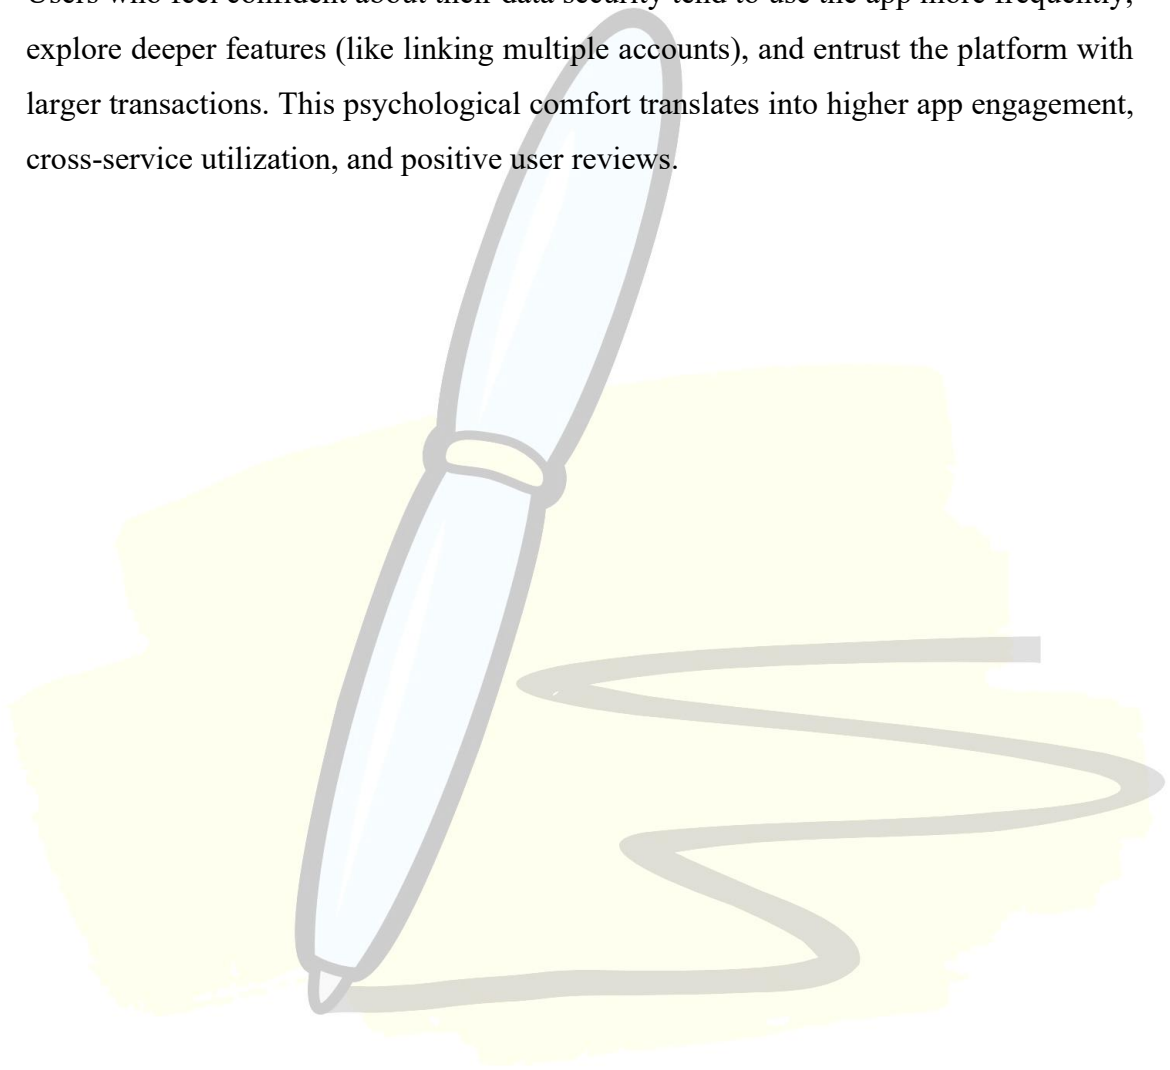 Users who feel confident about their data security tend to use the app more frequently,
explore deeper features (like linking multiple accounts), and entrust the platform with
larger transactions. This psychological comfort translates into higher app engagement,
cross-service utilization, and positive user reviews.